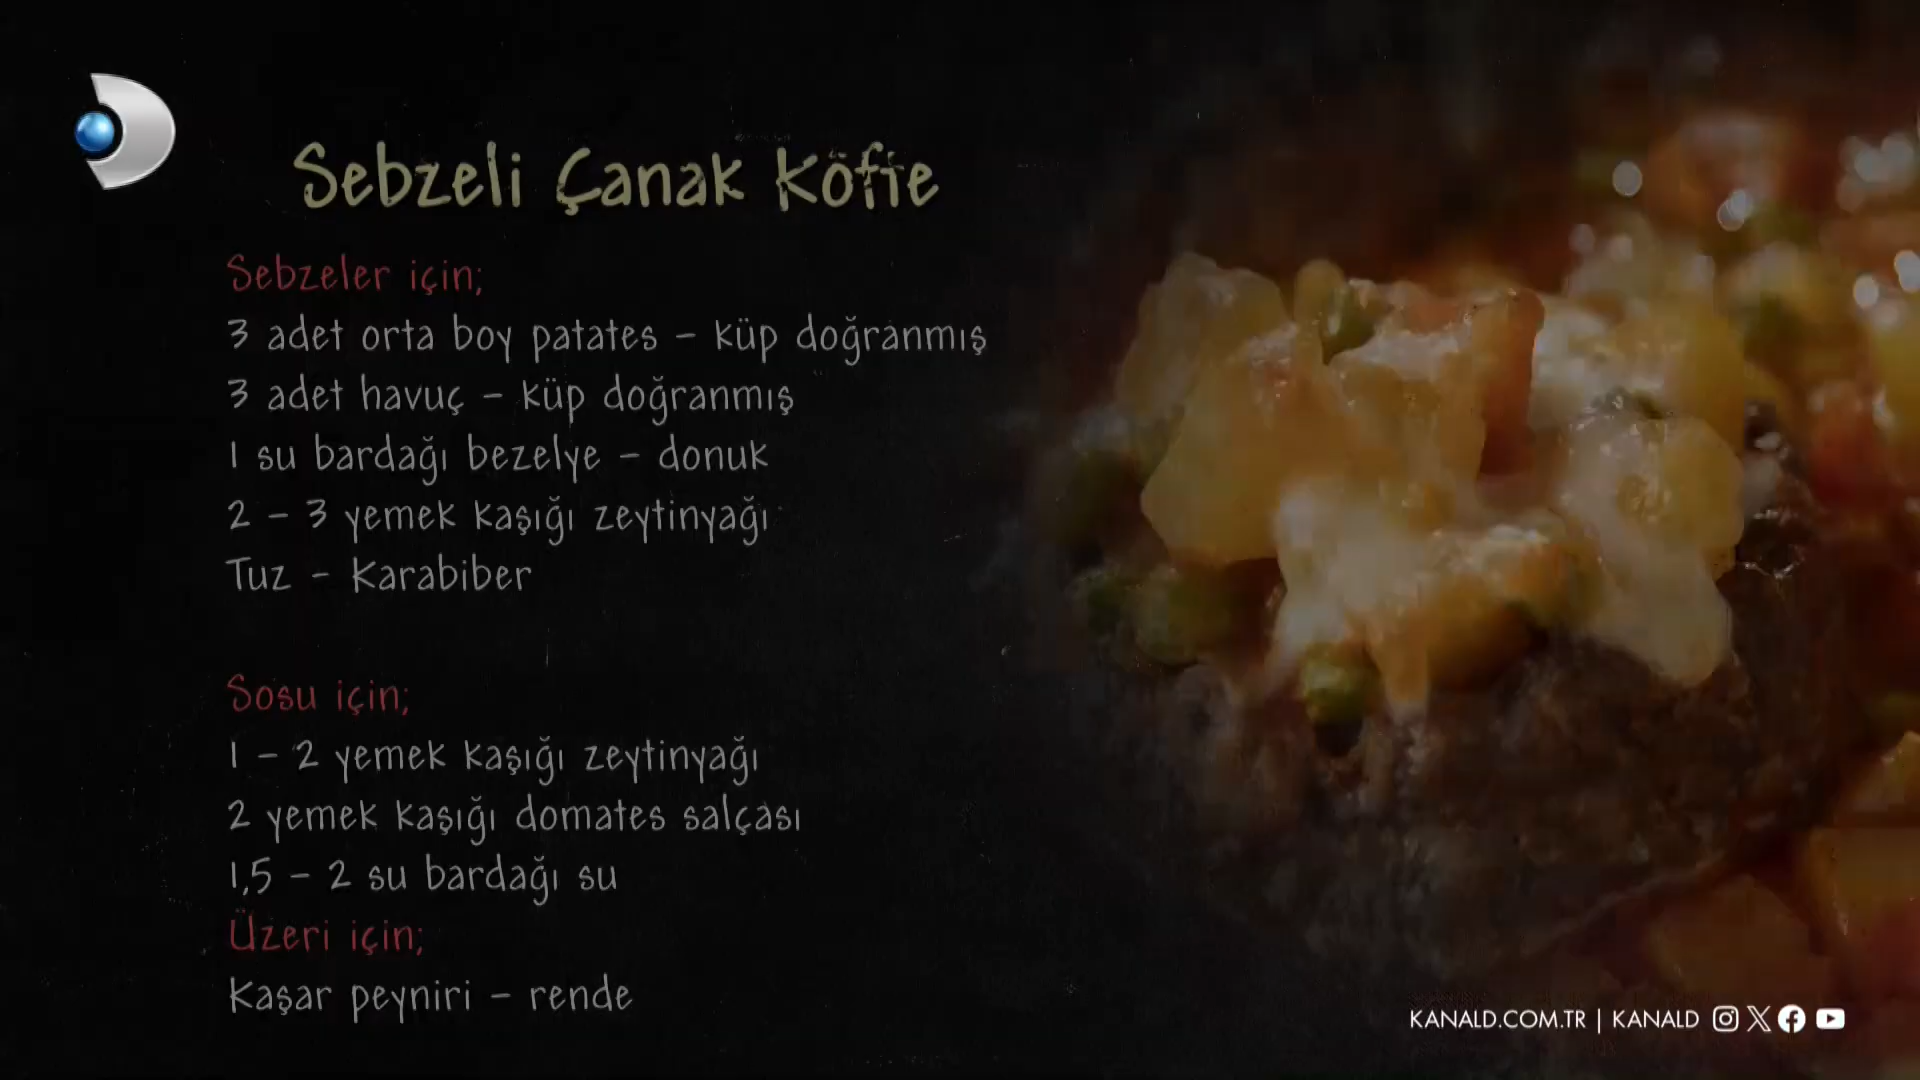 Sebzeli Çanak Köfte
Sebzeler için;
3 adet orta boy patates – küp doğranmış
3 adet havuç – küp doğranmış
1 su bardağı bezelye – donuk
2 – 3 yemek kaşığı zeytinyağı
Tuz – Karabiber
Sosu için;
1 – 2 yemek kaşığı zeytinyağı
2 yemek kaşığı domates salçası
1,5 – 2 su bardağı su
Üzeri için;
Kaşar peyniri – rende
KANALD.COM.TR | KANALD